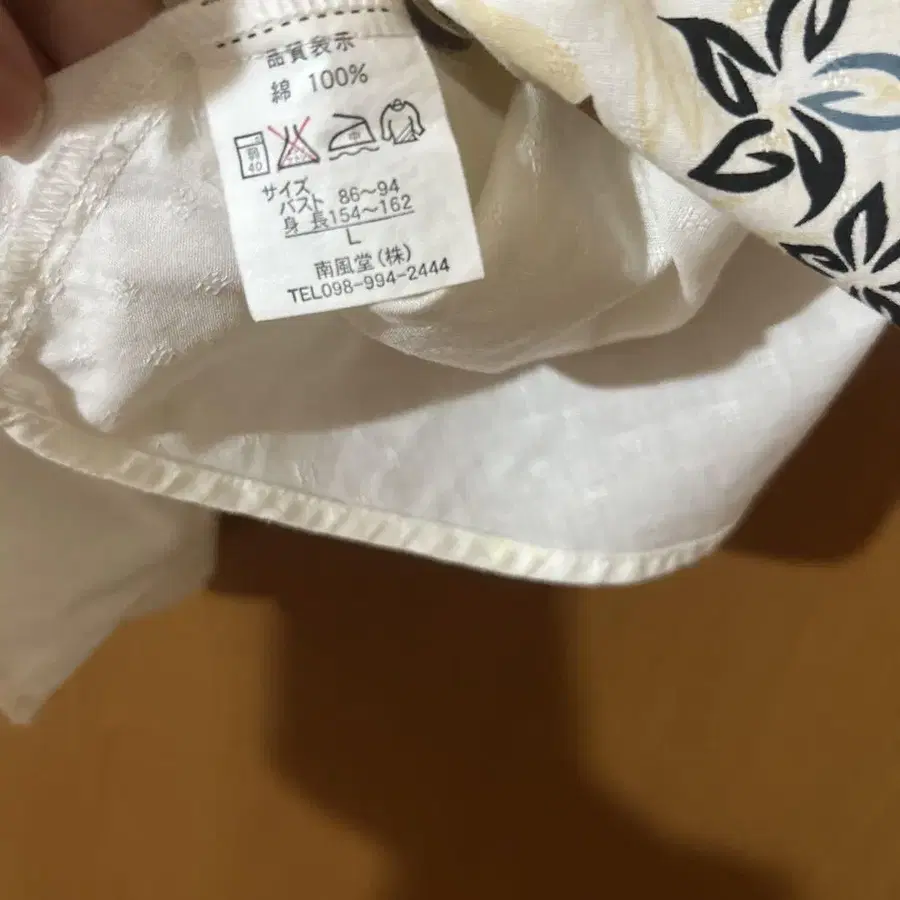 品質表示
綿 100%
弱 40 中
サイズ
バスト 86～94
身 長154～162
L
南風堂(株)
TEL098-994-2444